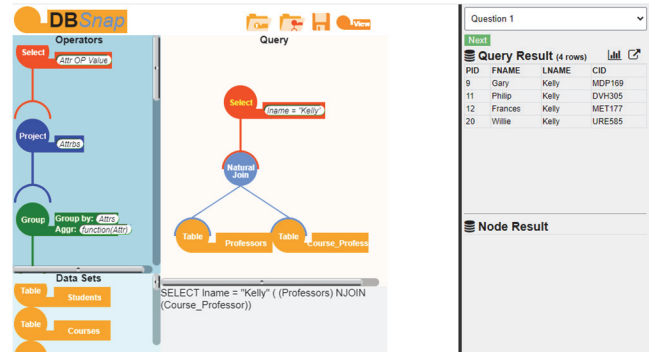 DBSnap
View
Operators
Select
Attr OP Value
Project
Attrbs
Group
Group by: Attrs
Aggr: function(Attr)
Data Sets
Table
Students
Table
Courses
Query
Select
lname = "Kelly"
Natural
Join
Table
Professors
Table
Course_Profess
SELECT lname = "Kelly" ( (Professors) NJOIN
(Course_Professor))
Question 1
Next
Query Result (4 rows)
PID FNAME LNAME CID
9 Gary Kelly MDP169
11 Philip Kelly DVH305
12 Frances Kelly MET177
20 Willie Kelly URE585
Node Result